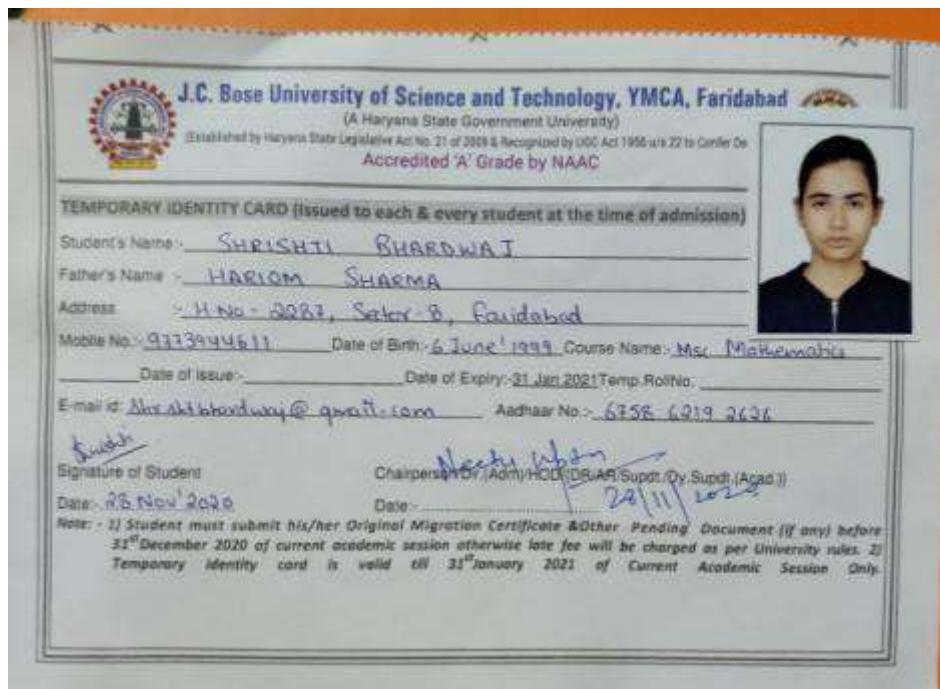 J.C. Bose University of Science and Technology, YMCA, Faridabad
(A Haryana State Government University)
(Established by Haryana State Legislative Act No. 21 of 2009 & Recognized by UGC Act 1956 u/s 22 to Confer De
Accredited 'A' Grade by NAAC
TEMPORARY IDENTITY CARD (Issued to each & every student at the time of admission)
Student's Name:- SHRISHTI BHARDWAJ
Father's Name :- HARIOM SHARMA
Address :- H.No - 2287, Sector-8, Faridabad
Mobile No.:- 9773944611 Date of Birth:- 6 June' 1999 Course Name:- Msc Mathematics
Date of Issue:- Date of Expiry:-31 Jan 2021 Temp.RollNo.
E-mail id: @ gmail.com Aadhaar No.:- 6758 6219 2626
Signature of Student Chairperson/Dir.(Adm)/HOD/DR/AR/Supdt./Dy.Supdt.(Acad.))
Date:- 28 Nov' 2020 Date:- 28/11/2020
Note: - 1) Student must submit his/her Original Migration Certificate &Other Pending Document (if any) before
31st December 2020 of current academic session otherwise late fee will be charged as per University rules. 2)
Temporary identity card is valid till 31st January 2021 of Current Academic Session Only.